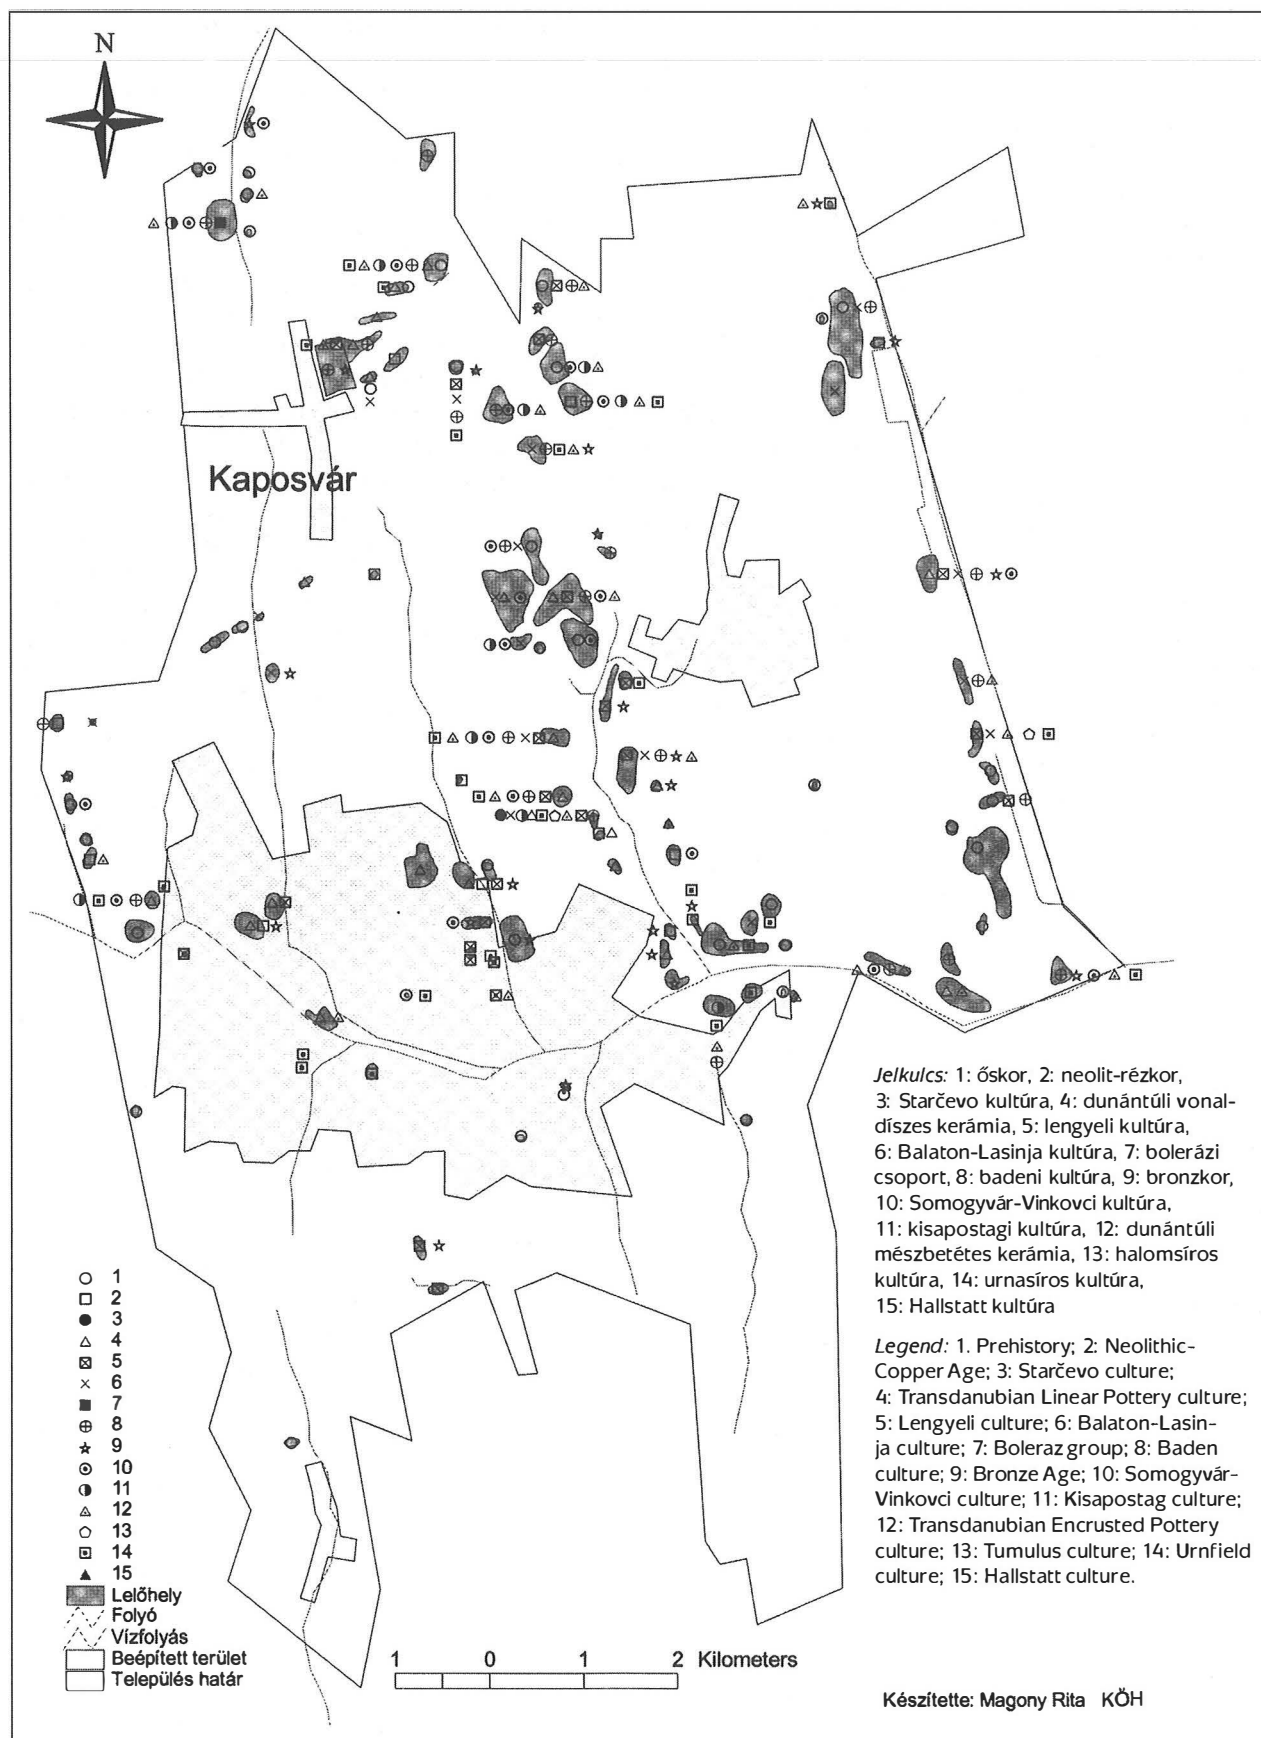 N
Kaposvár
Jelkulcs: 1: őskor, 2: neolit-rézkor,
3: Starčevo kultúra, 4: dunántúli vonal-
díszes kerámia, 5: lengyeli kultúra,
6: Balaton-Lasinja kultúra, 7: bolerázi
csoport, 8: badeni kultúra, 9: bronzkor,
10: Somogyvár-Vinkovci kultúra,
11: kisapostagi kultúra, 12: dunántúli
mészbetétes kerámia, 13: halomsíros
kultúra, 14: urnasíros kultúra,
15: Hallstatt kultúra
Legend: 1. Prehistory; 2: Neolithic-
Copper Age; 3: Starčevo culture;
4: Transdanubian Linear Pottery culture;
5: Lengyeli culture; 6: Balaton-Lasin-
ja culture; 7: Boleraz group; 8: Baden
culture; 9: Bronze Age; 10: Somogyvár-
Vinkovci culture; 11: Kisapostag culture;
12: Transdanubian Encrusted Pottery
culture; 13: Tumulus culture; 14: Urnfield
culture; 15: Hallstatt culture.
1
2
3
4
5
6
7
8
9
10
11
12
13
14
15
Lelőhely
Folyó
Vízfolyás
Beépített terület
Település határ
1 0 1 2 Kilometers
Készítette: Magony Rita KÖH